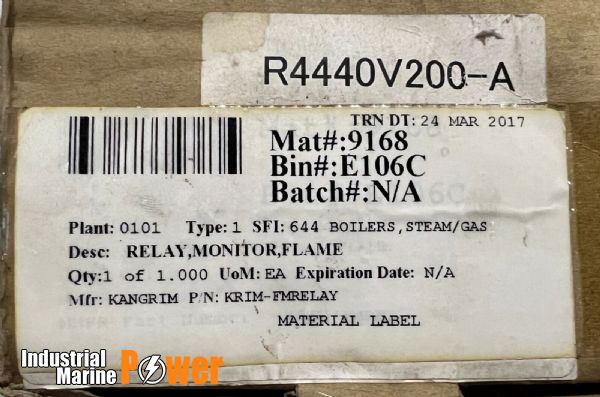 R4440V200-A
TRN DT: 24 MAR 2017
Mat#:9168
Bin#:E106C
Batch#:N/A
Plant: 0101 Type: 1 SFI: 644 BOILERS,STEAM/GAS
Desc: RELAY,MONITOR,FLAME
Qty:1 of 1.000 UoM: EA Expiration Date: N/A
Mfr: KANGRIM P/N: KRIM-FMRELAY
MATERIAL LABEL
Industrial
Marine Power